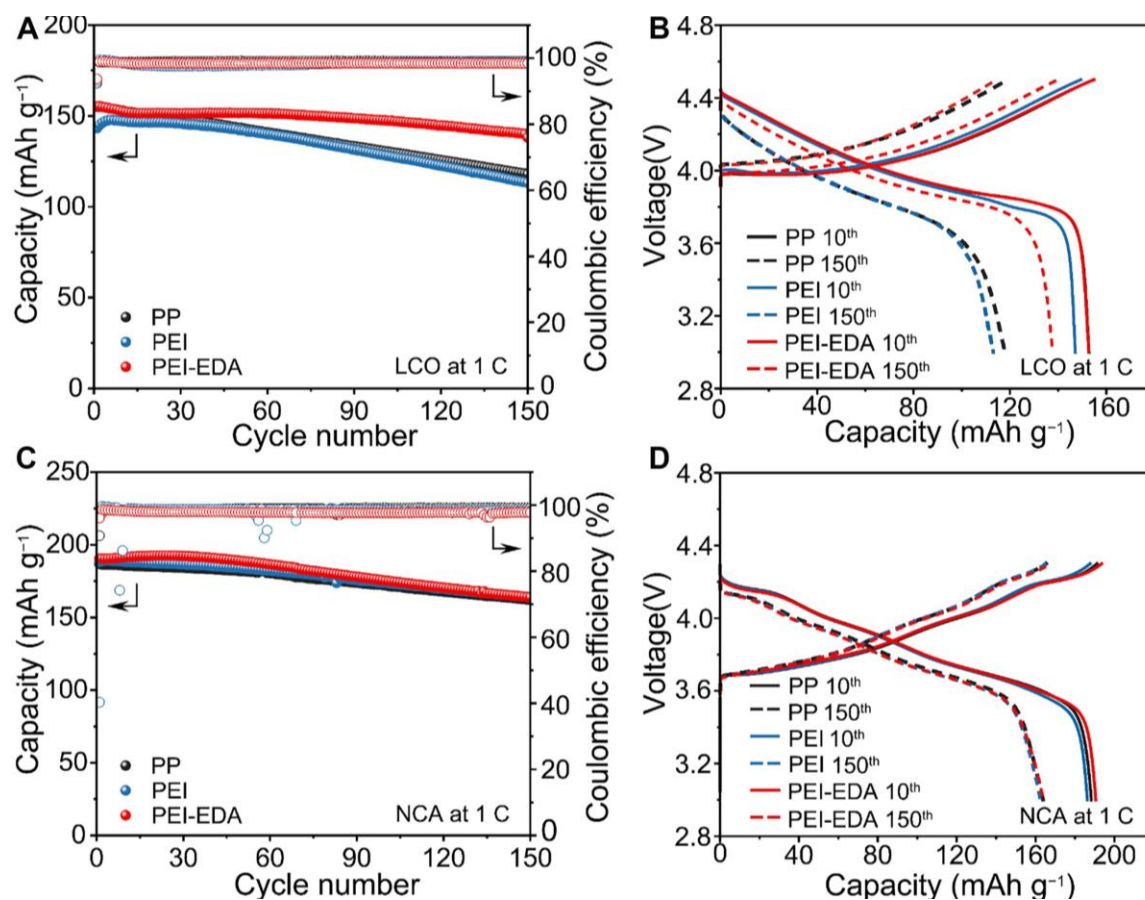 A
200
150
100
50
0
Capacity (mAh g⁻¹)
100
80
60
40
20
0
Coulombic efficiency (%)
PP
PEI
PEI-EDA
LCO at 1 C
0 30 60 90 120 150
Cycle number
B
4.8
4.4
4.0
3.6
3.2
2.8
Voltage(V)
PP 10ᵗʰ
PP 150ᵗʰ
PEI 10ᵗʰ
PEI 150ᵗʰ
PEI-EDA 10ᵗʰ
PEI-EDA 150ᵗʰ
LCO at 1 C
0 40 80 120 160
Capacity (mAh g⁻¹)
C
250
225
200
175
150
100
75
50
25
0
Capacity (mAh g⁻¹)
100
80
60
40
20
0
Coulombic efficiency (%)
PP
PEI
PEI-EDA
NCA at 1 C
0 30 60 90 120 150
Cycle number
D
4.8
4.4
4.0
3.6
3.2
2.8
Voltage(V)
PP 10ᵗʰ
PP 150ᵗʰ
PEI 10ᵗʰ
PEI 150ᵗʰ
PEI-EDA 10ᵗʰ
PEI-EDA 150ᵗʰ
NCA at 1 C
0 40 80 120 160 200
Capacity (mAh g⁻¹)